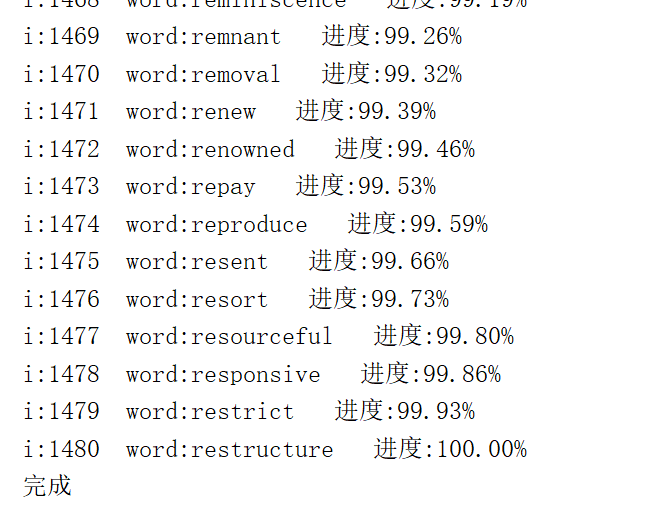 i:1468  word:reminiscence   进度:99.19%
i:1469  word:remnant   进度:99.26%
i:1470  word:removal   进度:99.32%
i:1471  word:renew   进度:99.39%
i:1472  word:renowned   进度:99.46%
i:1473  word:repay   进度:99.53%
i:1474  word:reproduce   进度:99.59%
i:1475  word:resent   进度:99.66%
i:1476  word:resort   进度:99.73%
i:1477  word:resourceful   进度:99.80%
i:1478  word:responsive   进度:99.86%
i:1479  word:restrict   进度:99.93%
i:1480  word:restructure   进度:100.00%
完成